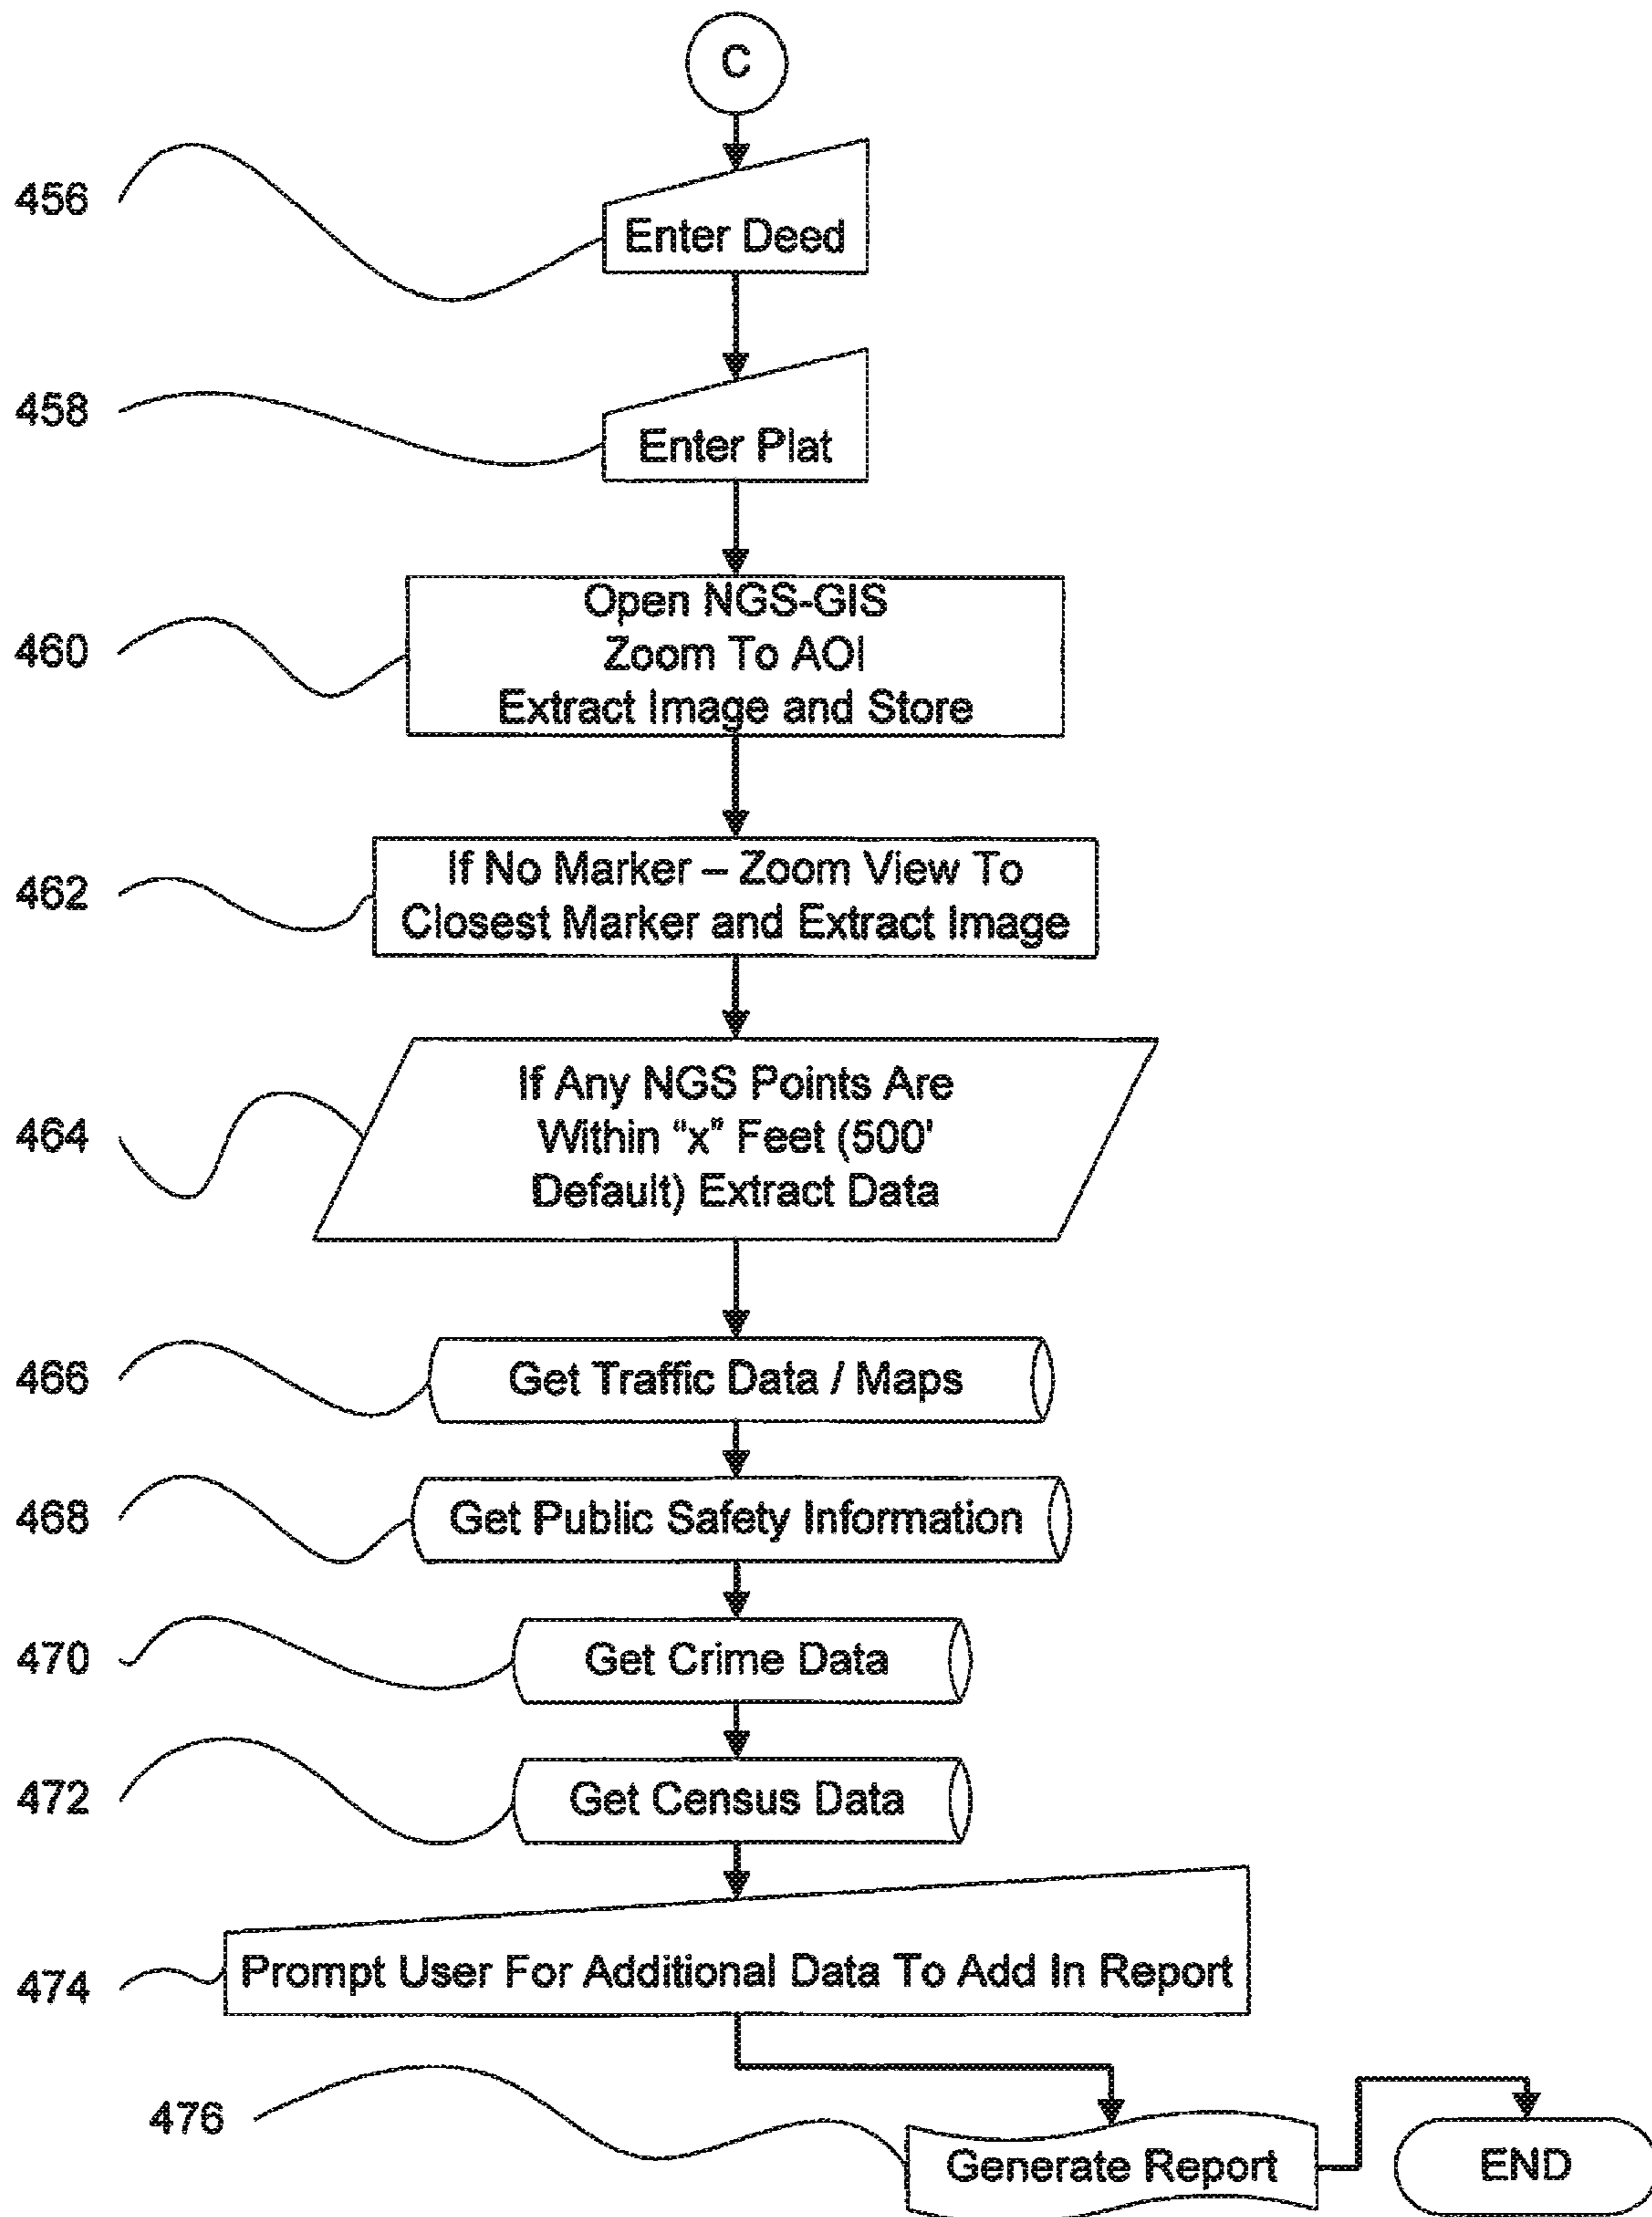 C
456
Enter Deed
458
Enter Plat
460
Open NGS-GIS
Zoom To AOI
Extract Image and Store
462
If No Marker – Zoom View To
Closest Marker and Extract Image
464
If Any NGS Points Are
Within “x” Feet (500'
Default) Extract Data
466
Get Traffic Data / Maps
468
Get Public Safety Information
470
Get Crime Data
472
Get Census Data
474
Prompt User For Additional Data To Add In Report
476
Generate Report
END